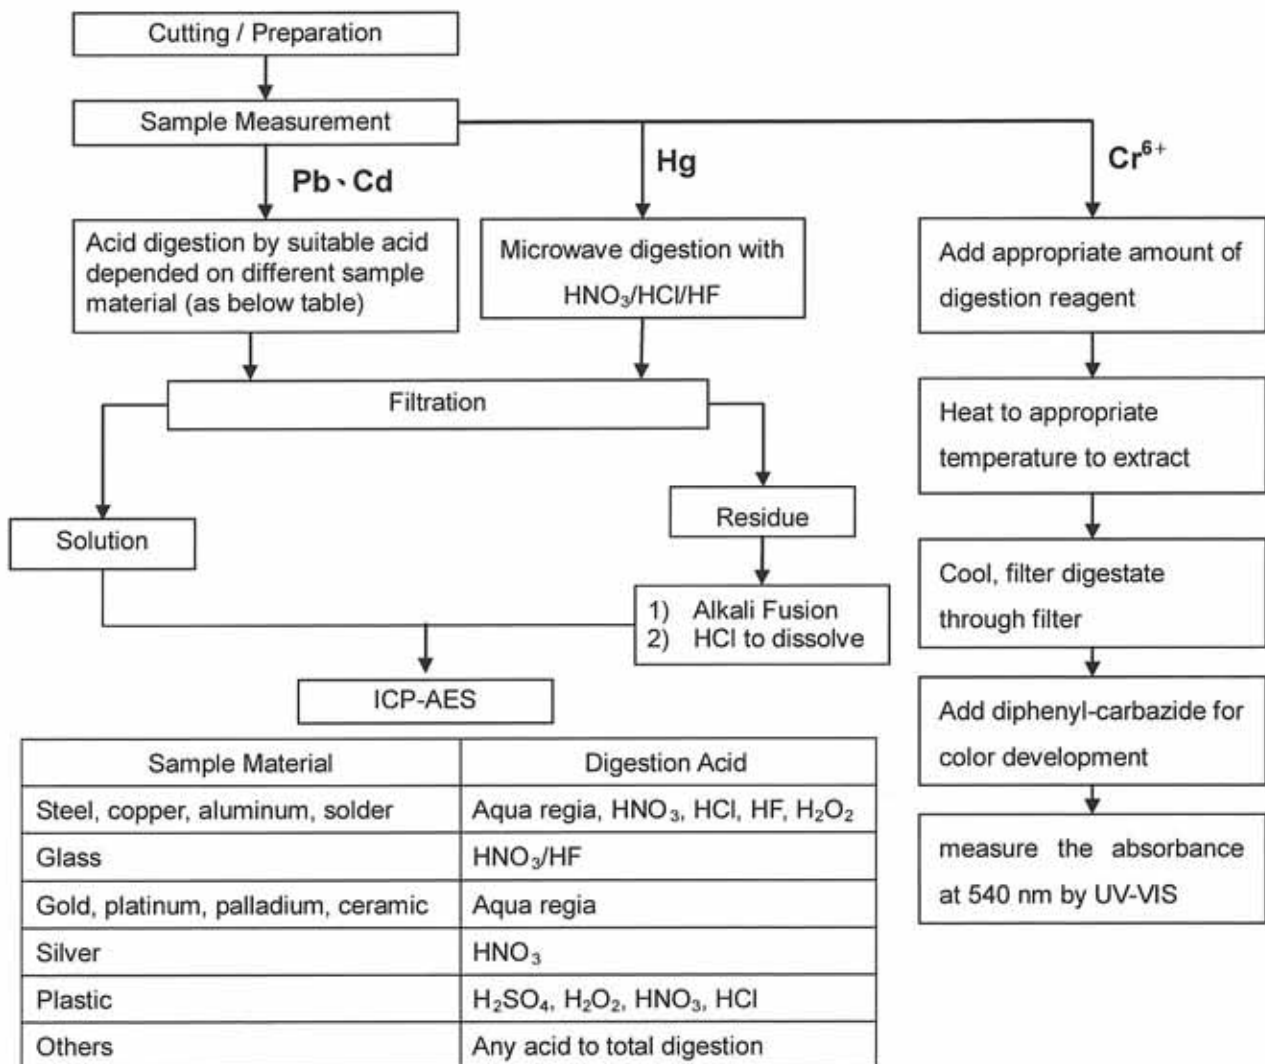 Cutting / Preparation
Sample Measurement
Pb、Cd
Hg
Cr⁶⁺
Acid digestion by suitable acid
depended on different sample
material (as below table)
Microwave digestion with
HNO₃/HCl/HF
Add appropriate amount of
digestion reagent
Filtration
Heat to appropriate
temperature to extract
Solution
Residue
Cool, filter digestate
through filter
1) Alkali Fusion
2) HCl to dissolve
ICP-AES
Add diphenyl-carbazide for
color development
measure the absorbance
at 540 nm by UV-VIS
Sample Material Digestion Acid
Steel, copper, aluminum, solder Aqua regia, HNO₃, HCl, HF, H₂O₂
Glass HNO₃/HF
Gold, platinum, palladium, ceramic Aqua regia
Silver HNO₃
Plastic H₂SO₄, H₂O₂, HNO₃, HCl
Others Any acid to total digestion